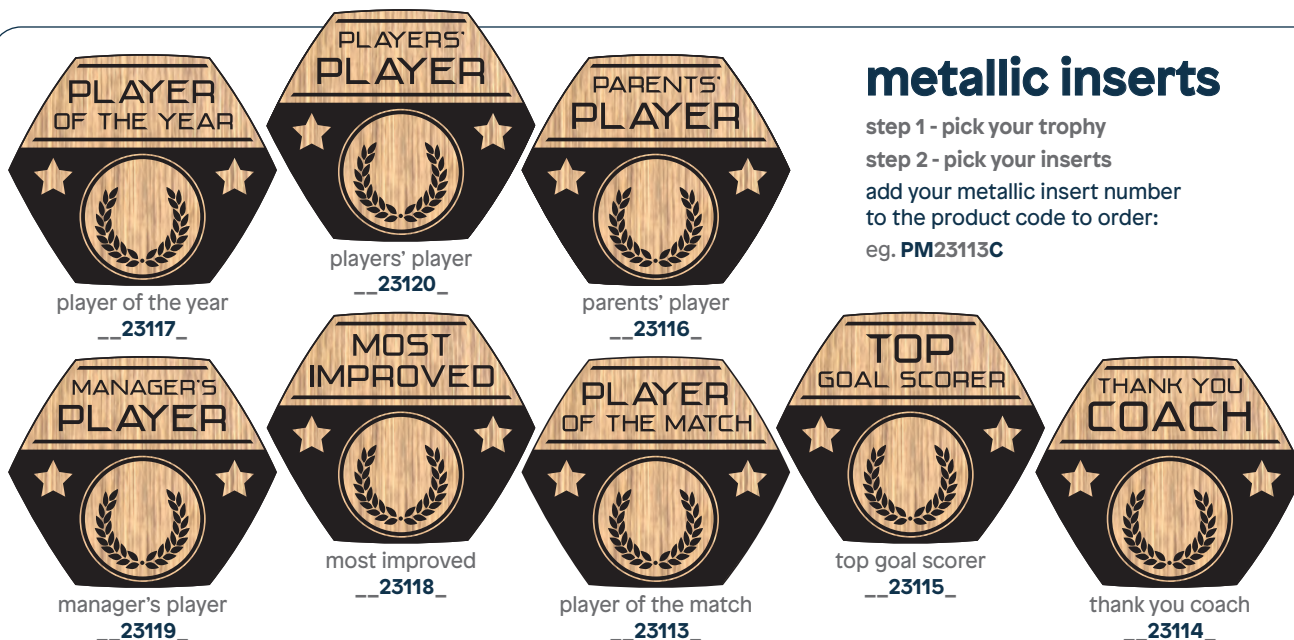 PLAYER
OF THE YEAR
player of the year
__23117_
PLAYERS'
PLAYER
players’ player
__23120_
PARENTS'
PLAYER
parents’ player
__23116_
metallic inserts
step 1 - pick your trophy
step 2 - pick your inserts
add your metallic insert number
to the product code to order:
eg. PM23113C
MANAGER'S
PLAYER
manager’s player
__23119_
MOST
IMPROVED
most improved
__23118_
PLAYER
OF THE MATCH
player of the match
__23113_
TOP
GOAL SCORER
top goal scorer
__23115_
THANK YOU
COACH
thank you coach
__23114_